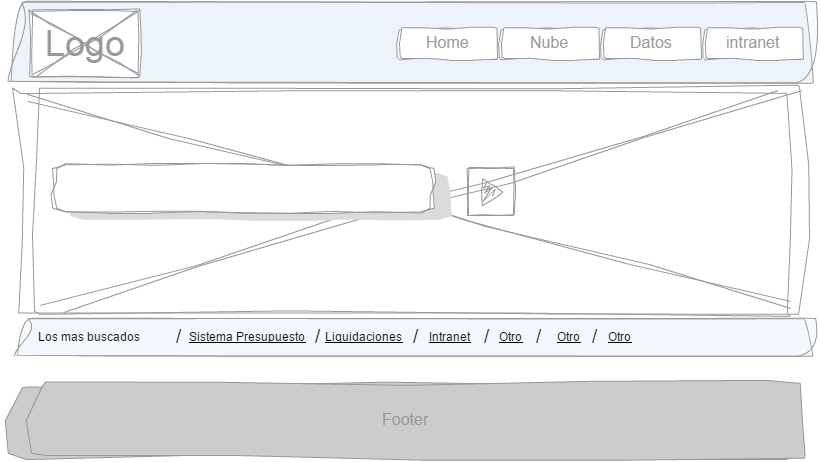 Logo
Home
Nube
Datos
intranet
Los mas buscados / Sistema Presupuesto / Liquidaciones / Intranet / Otro / Otro / Otro
Footer